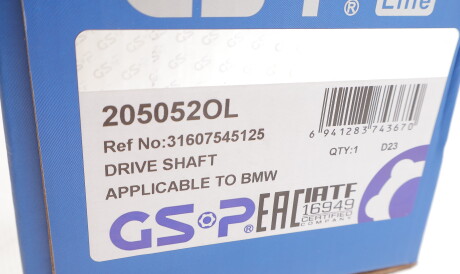 GSP® Line
205052OL
Ref No:31607545125
DRIVE SHAFT
APPLICABLE TO BMW
6 941283 743670
QTY:1 D23
GSP® EAC IATF
16949
CERTIFIED
COMPANY